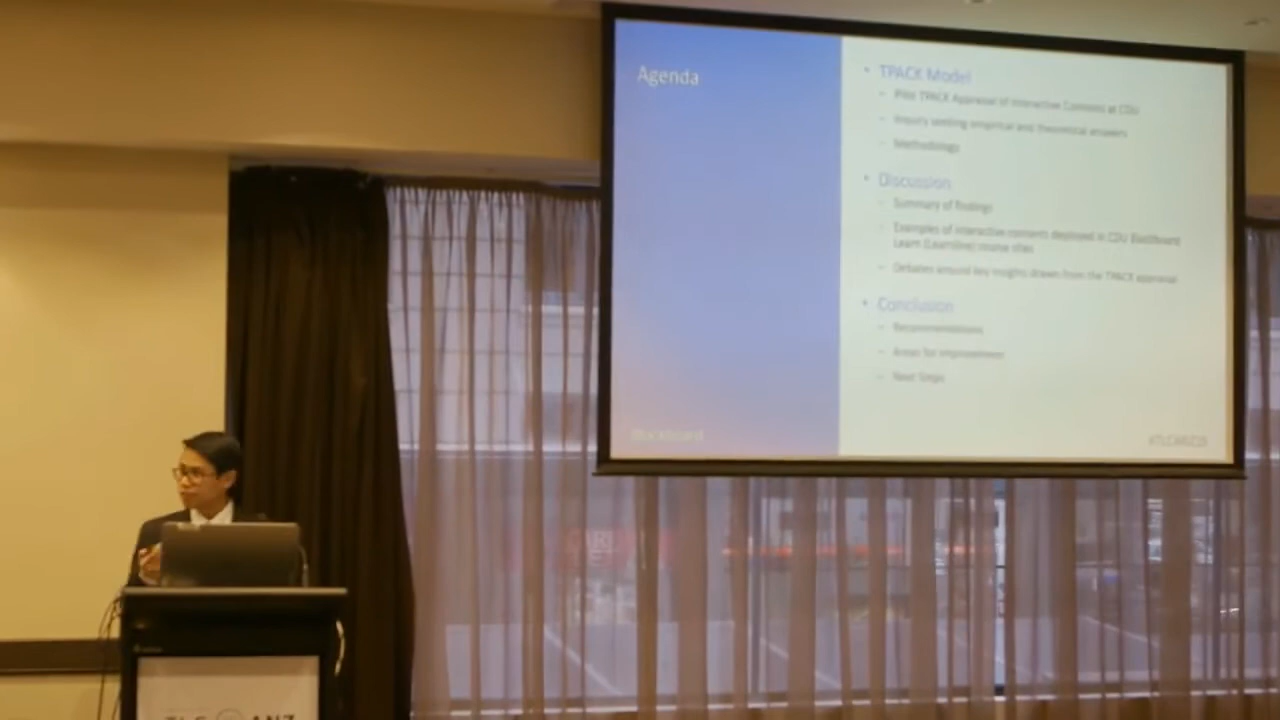 Agenda
TPACK Model
Pilot TPACK Appraisal of Interactive Contents at CDU
Inquiry seeking empirical and theoretical answers
Methodology
Discussion
Summary of findings
Examples of interactive contents deployed in CDU Blackboard
Learn (Learnline) course sites
Debates around key insights drawn from the TPACK appraisal
Conclusion
Recommendations
Areas for improvement
Next Steps
Blackboard